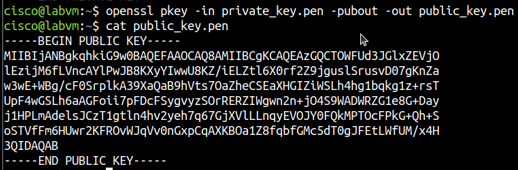 cisco@labvm:~$ openssl pkey -in private_key.pen -pubout -out public_key.pen
cisco@labvm:~$ cat public_key.pen
-----BEGIN PUBLIC KEY-----
MIIBIjANBgkqhkiG9w0BAQEFAAOCAQ8AMIIBCgKCAQEAzGQCTOWFUd3JGlxZEVjO
lEzijM6fLVncAYlPwJB8KXyYIwwU8KZ/iELZtl6X0rf2Z9jguslSrusvD07gKnZa
w3wE+WBg/cF0SrplkA39XaQaB9hVts7OaZheCSEaXHGIZiWSLh4hg1bqkg1z+rsT
UpF4wGSLh6aAGFoii7pFDcFSygvyzSOrRERZIWgwn2n+jO4S9WADWRZG1e8G+Day
j1HPLmAdelsJCzT1gtln4hv2yeh7q67GjXVlLLnqyEVOJY0FQkMPTOcFPkG+Qh+S
oSTVfFm6HUwr2KFROvWJqVv0nGxpCqAXKBOa1Z8fqbfGMc5dT0gJFEtLWfUM/x4H
3QIDAQAB
-----END PUBLIC KEY-----